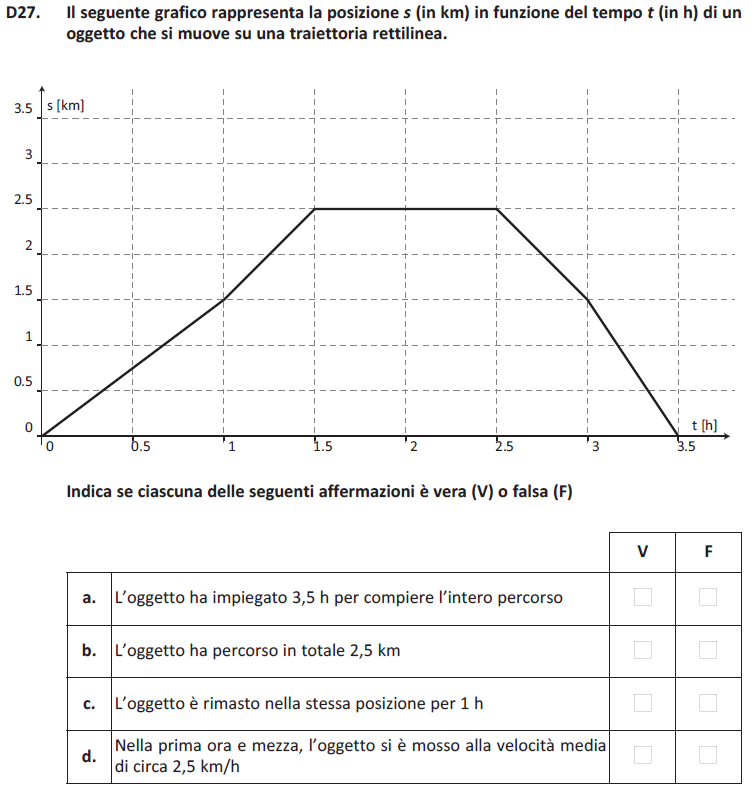 D27. Il seguente grafico rappresenta la posizione s (in km) in funzione del tempo t (in h) di un
oggetto che si muove su una traiettoria rettilinea.
s [km]
3.5
3
2.5
2
1.5
1
0.5
0
t [h]
0 0.5 1 1.5 2 2.5 3 3.5
Indica se ciascuna delle seguenti affermazioni è vera (V) o falsa (F)
V F
a. L’oggetto ha impiegato 3,5 h per compiere l’intero percorso
b. L’oggetto ha percorso in totale 2,5 km
c. L’oggetto è rimasto nella stessa posizione per 1 h
d. Nella prima ora e mezza, l’oggetto si è mosso alla velocità media
di circa 2,5 km/h